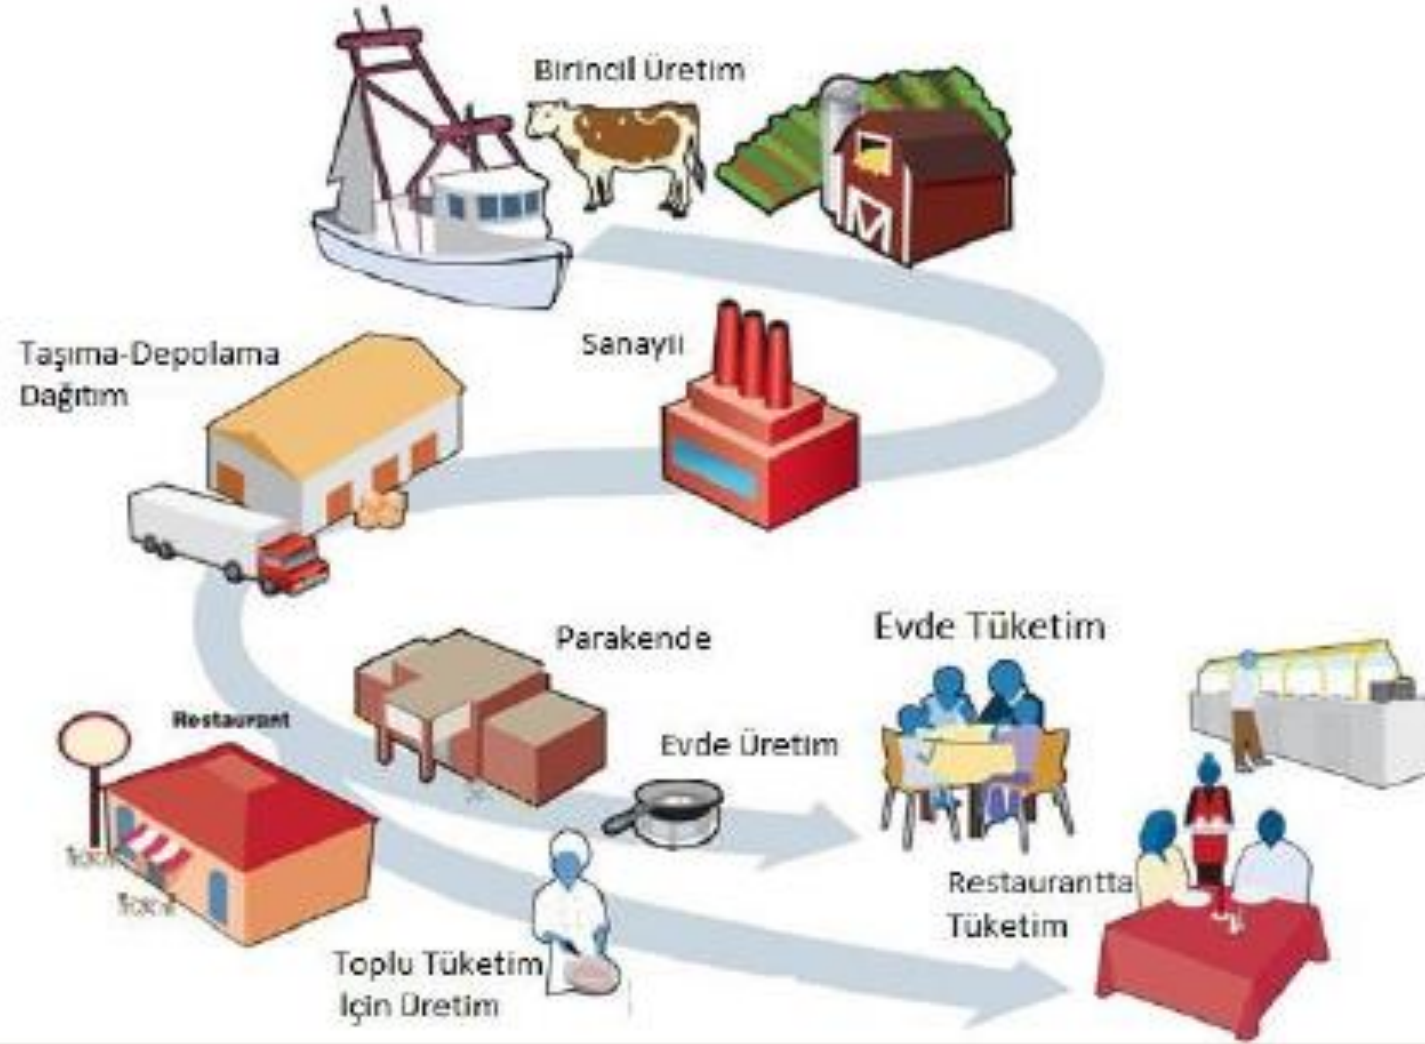 Birincil Üretim
Sanayii
Taşıma-Depolama
Dağıtım
Parakende
Evde Tüketim
Restaurant
Evde Üretim
Restaurantta
Tüketim
Toplu Tüketim
İçin Üretim